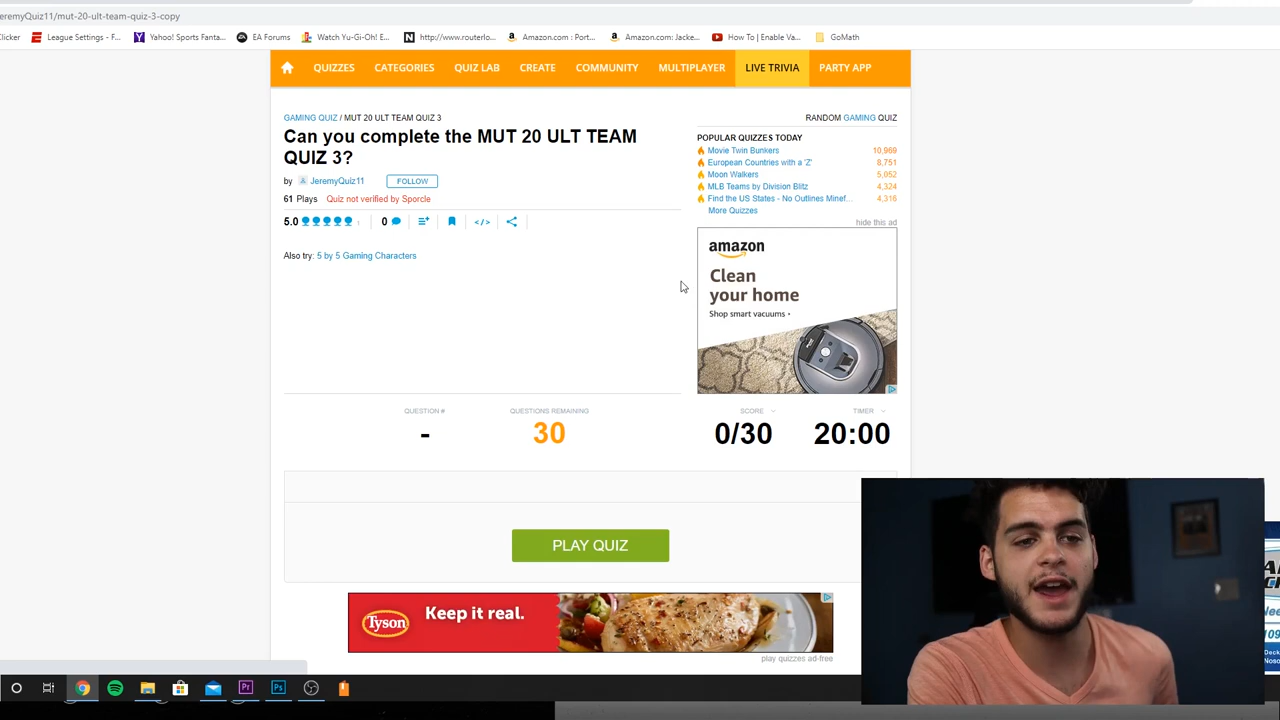 eremyQuiz11/mut-20-ult-team-quiz-3-copy
licker League Settings - F... Yahoo! Sports Fanta... EA Forums Watch Yu-Gi-Oh! E... http://www.routerlo... Amazon.com : Port... Amazon.com: Jacke... How To | Enable Va... GoMath
QUIZZES CATEGORIES QUIZ LAB CREATE COMMUNITY MULTIPLAYER LIVE TRIVIA PARTY APP
GAMING QUIZ / MUT 20 ULT TEAM QUIZ 3
Can you complete the MUT 20 ULT TEAM
QUIZ 3?
by JeremyQuiz11 FOLLOW
61 Plays Quiz not verified by Sporcle
5.0 0 </>
Also try: 5 by 5 Gaming Characters
RANDOM GAMING QUIZ
POPULAR QUIZZES TODAY
Movie Twin Bunkers 10,969
European Countries with a 'Z' 8,751
Moon Walkers 5,052
MLB Teams by Division Blitz 4,324
Find the US States - No Outlines Minef... 4,316
More Quizzes
hide this ad
amazon
Clean
your home
Shop smart vacuums
QUESTION # QUESTIONS REMAINING SCORE TIMER
- 30 0/30 20:00
PLAY QUIZ
Tyson Keep it real.
play quizzes ad-free
Pr Ps